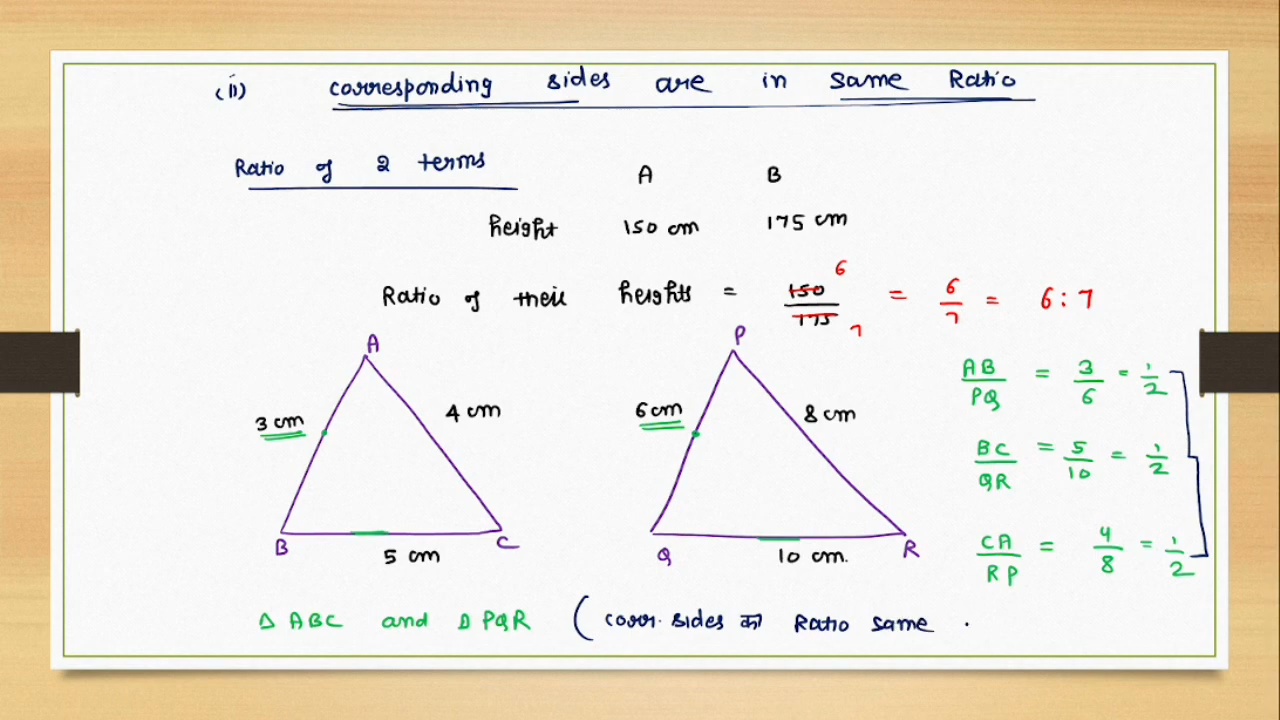 (ii) corresponding sides are in same Ratio
Ratio of 2 terms
A B
height 150 cm 175 cm
Ratio of their heights = 150/175 6 7 = 6/7 = 6 : 7
A
3 cm
4 cm
B
5 cm
C
P
6 cm
8 cm
Q
10 cm.
R
AB/PQ = 3/6 = 1/2
BC/QR = 5/10 = 1/2
CA/RP = 4/8 = 1/2
Δ ABC and Δ PQR ( corr. sides का Ratio same .